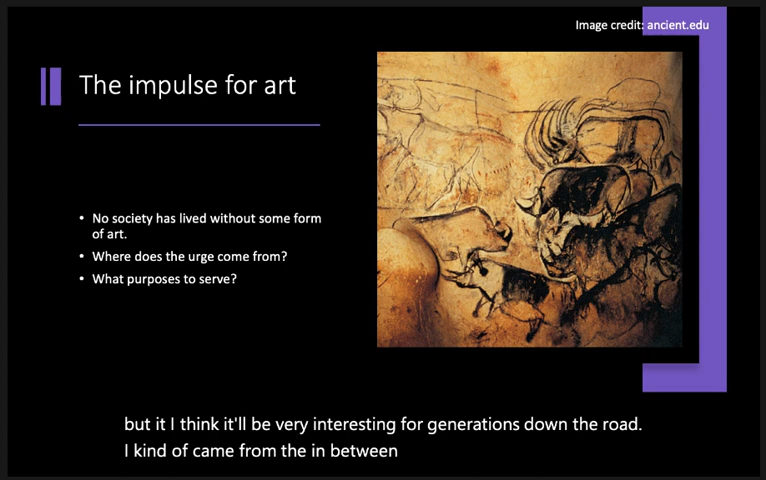 Image credit: ancient.edu
The impulse for art
• No society has lived without some form
of art.
• Where does the urge come from?
• What purposes to serve?
but it I think it'll be very interesting for generations down the road.
I kind of came from the in between